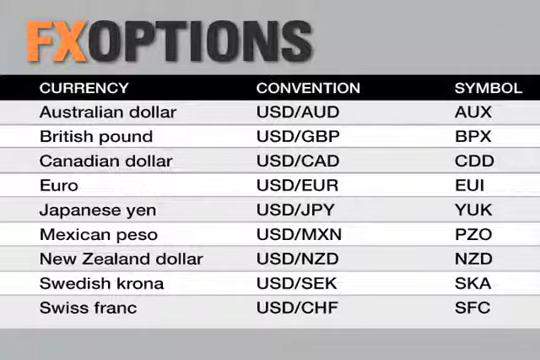 FXOPTIONS
CURRENCY CONVENTION SYMBOL
Australian dollar USD/AUD AUX
British pound USD/GBP BPX
Canadian dollar USD/CAD CDD
Euro USD/EUR EUI
Japanese yen USD/JPY YUK
Mexican peso USD/MXN PZO
New Zealand dollar USD/NZD NZD
Swedish krona USD/SEK SKA
Swiss franc USD/CHF SFC